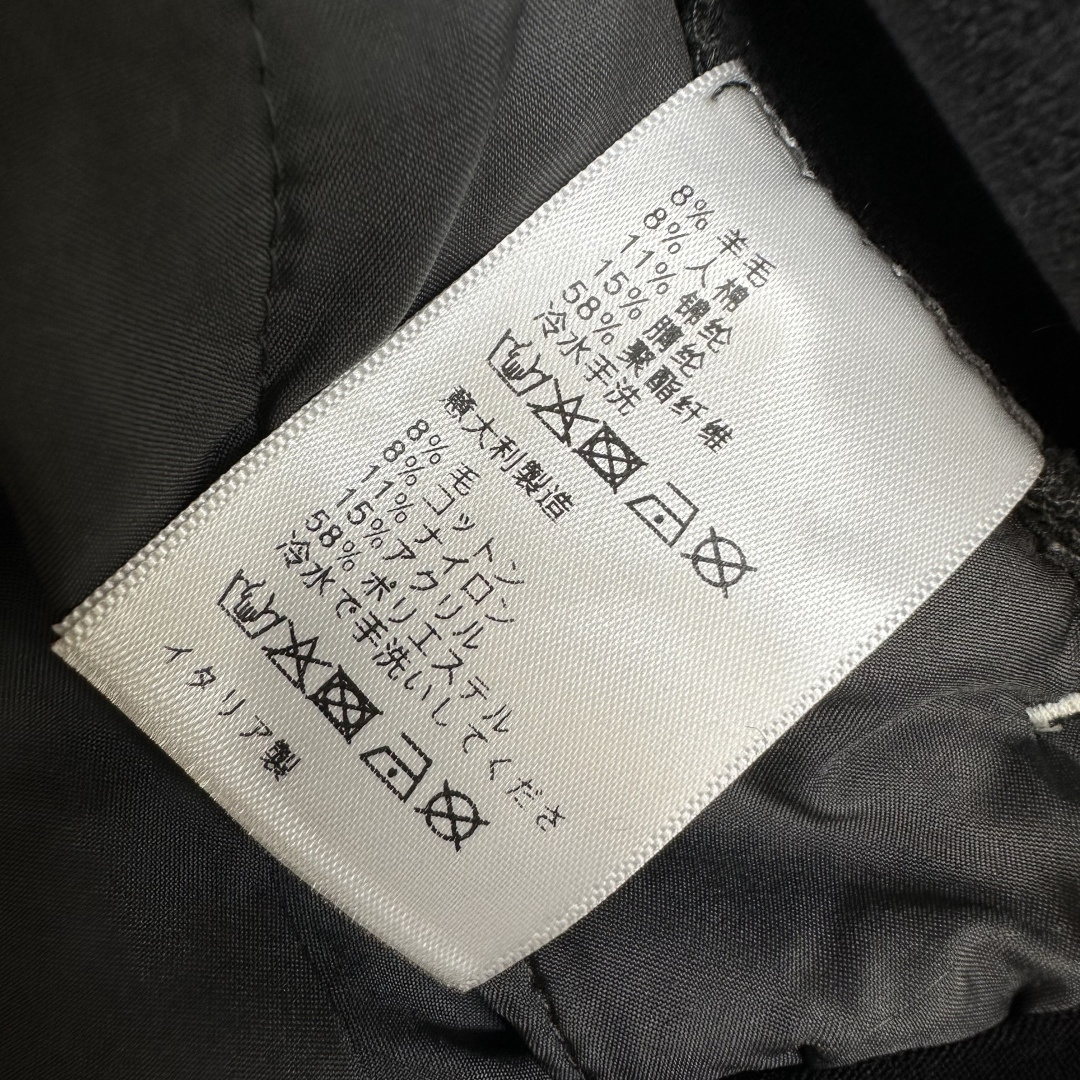 8% 羊毛
8% 人棉
11% 锦纶
15% 腈纶
58% 聚酯纤维
冷水手洗
意大利製造
8% 毛
8% コットン
11% ナイロン
15% アクリル
58% ポリエステル
冷水で手洗いしてくださ
イタリア製